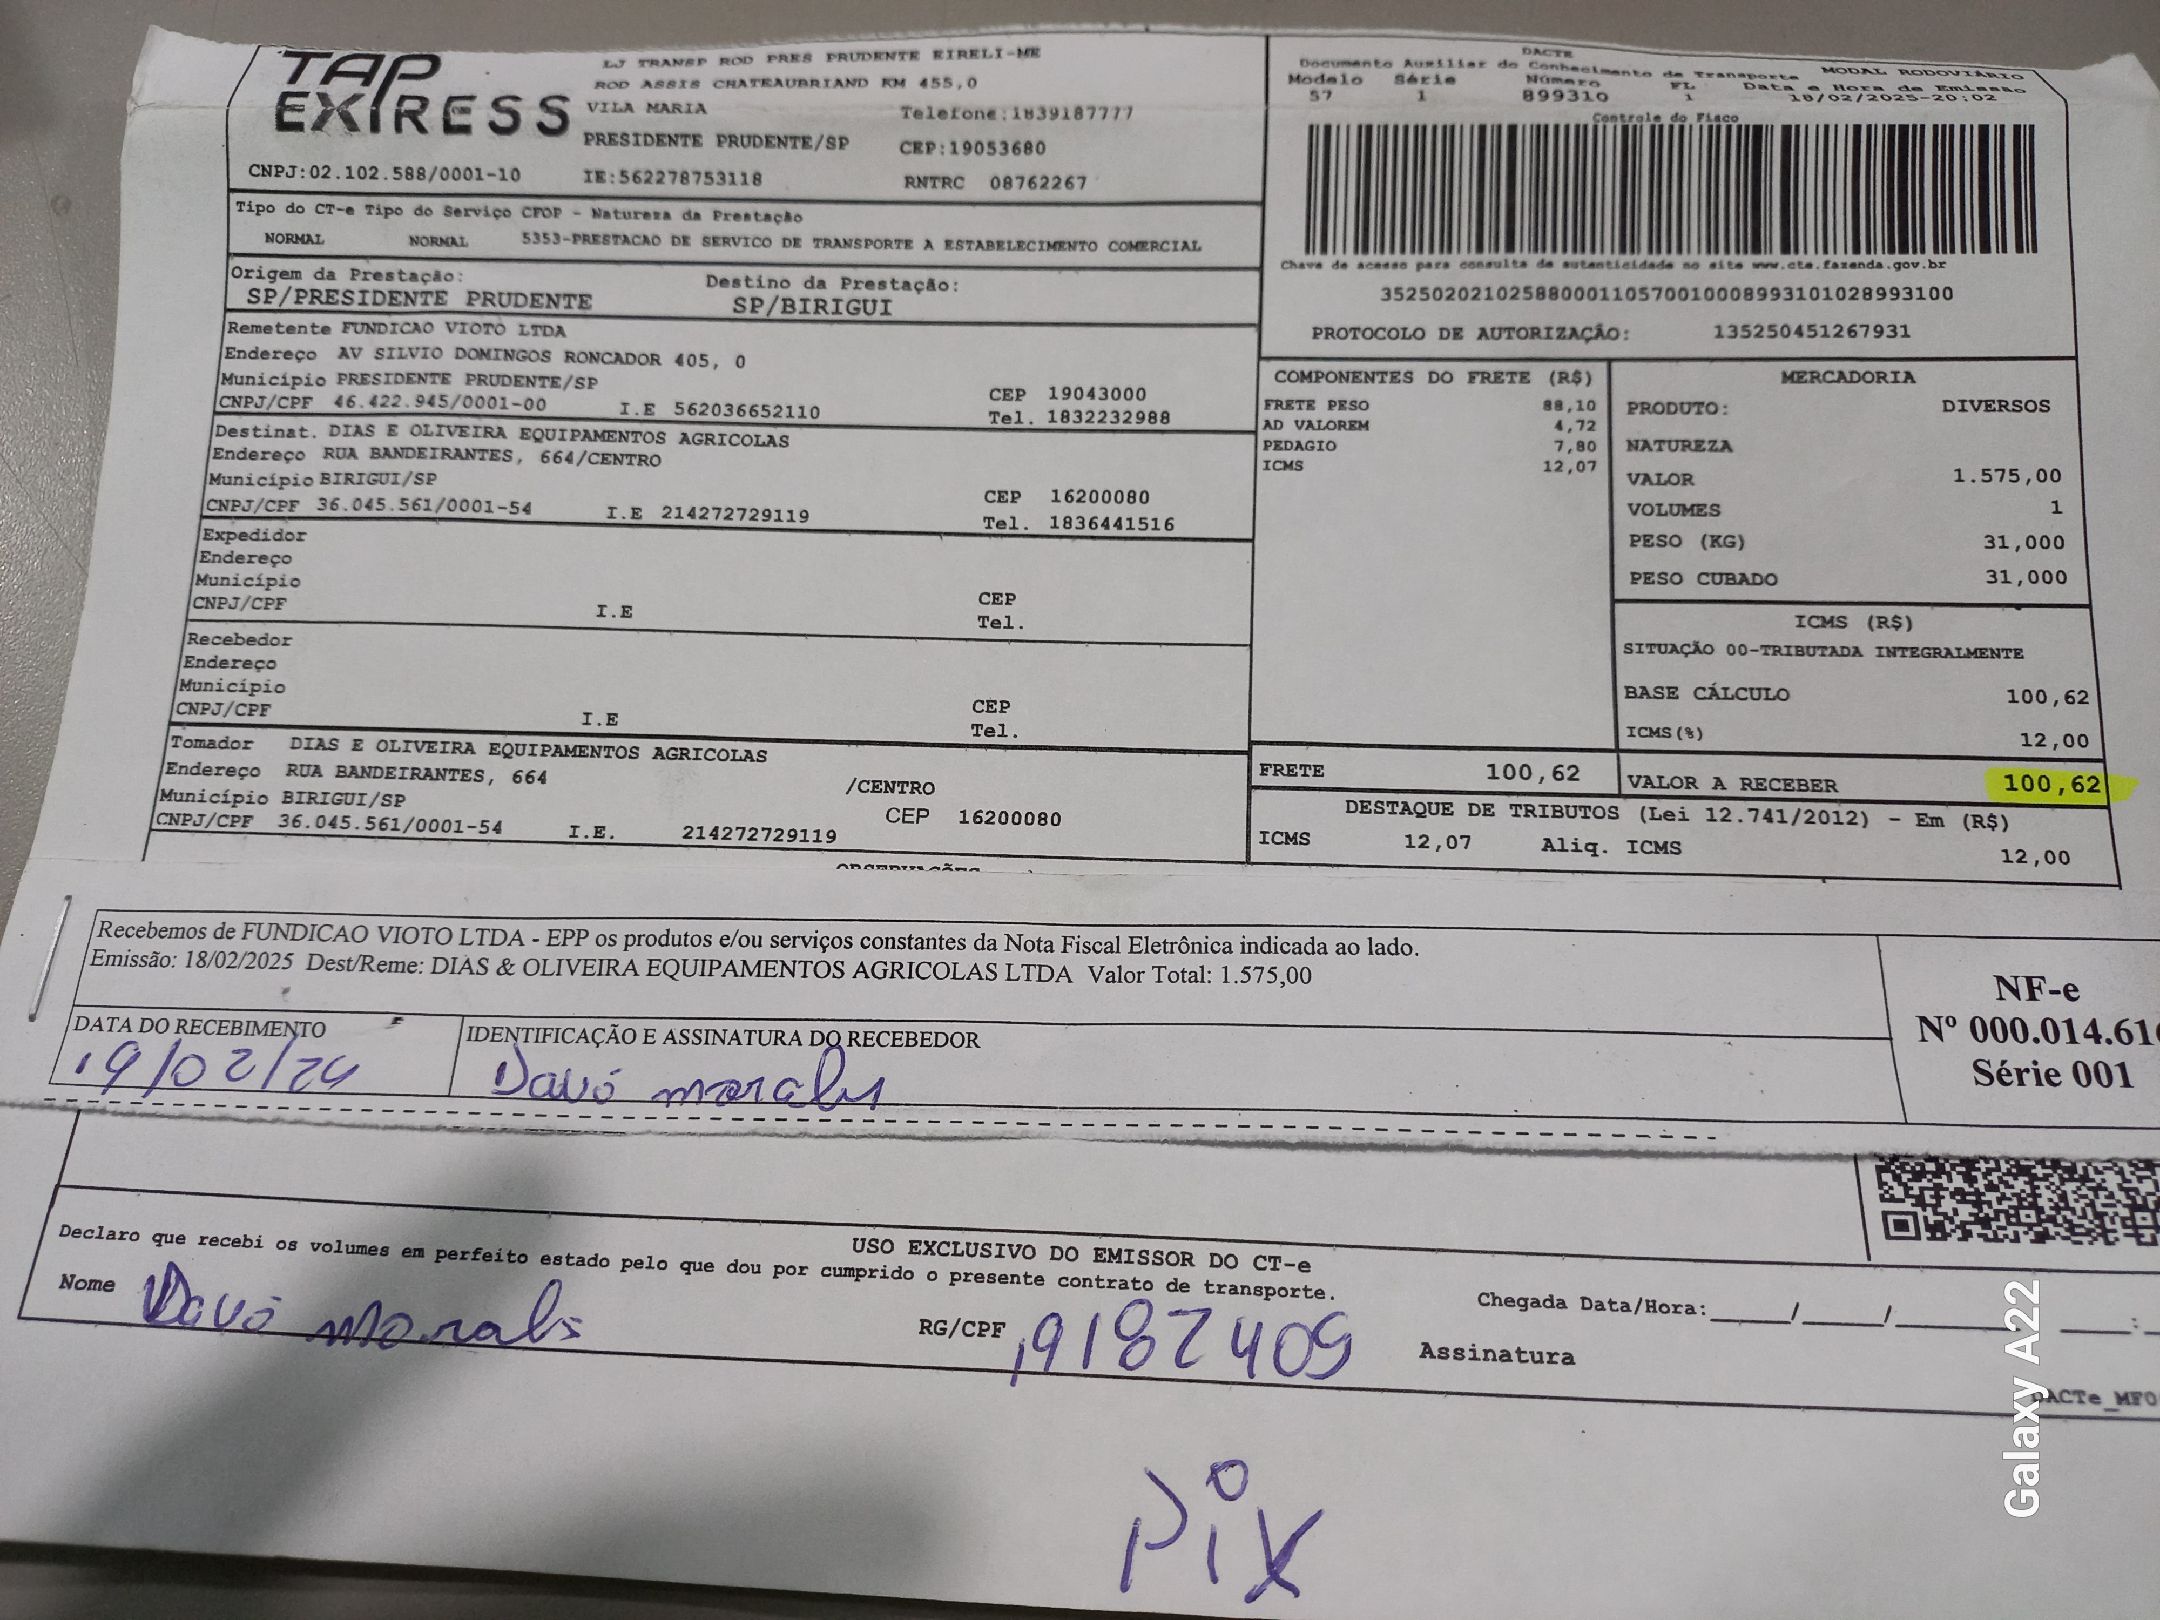 TAP
EXPRESS
LJ TRANSP ROD PRES PRUDENTE EIRELI-ME
ROD ASSIS CHATEAUBRIAND KM 455,0
VILA MARIA
Telefone:1839187777
PRESIDENTE PRUDENTE/SP
CEP:19053680
CNPJ:02.102.588/0001-10
IE:562278753118
RNTRC 08762267
DACTE
Documento Auxiliar do Conhecimento de Transporte
MODAL RODOVIÁRIO
Modelo Série Número FL Data e Hora de Emissão
57 1 899310 1 18/02/2025-20:02
Controle do Fisco
Chave de acesso para consulta de autenticidade no site www.cte.fazenda.gov.br
35250202102588000110570010008993101028993100
PROTOCOLO DE AUTORIZAÇÃO: 135250451267931
Tipo do CT-e Tipo do Serviço CFOP - Natureza da Prestação
NORMAL NORMAL 5353-PRESTACAO DE SERVICO DE TRANSPORTE A ESTABELECIMENTO COMERCIAL
Origem da Prestação: Destino da Prestação:
SP/PRESIDENTE PRUDENTE SP/BIRIGUI
Remetente FUNDICAO VIOTO LTDA
Endereço AV SILVIO DOMINGOS RONCADOR 405, 0
Município PRESIDENTE PRUDENTE/SP CEP 19043000
CNPJ/CPF 46.422.945/0001-00 I.E 562036652110 Tel. 1832232988
Destinat. DIAS E OLIVEIRA EQUIPAMENTOS AGRICOLAS
Endereço RUA BANDEIRANTES, 664/CENTRO
Município BIRIGUI/SP CEP 16200080
CNPJ/CPF 36.045.561/0001-54 I.E 214272729119 Tel. 1836441516
Expedidor
Endereço
Município CEP
CNPJ/CPF I.E Tel.
Recebedor
Endereço
Município CEP
CNPJ/CPF I.E Tel.
Tomador DIAS E OLIVEIRA EQUIPAMENTOS AGRICOLAS
Endereço RUA BANDEIRANTES, 664 /CENTRO
Município BIRIGUI/SP CEP 16200080
CNPJ/CPF 36.045.561/0001-54 I.E. 214272729119
OBSERVAÇÕES
COMPONENTES DO FRETE (R$)
FRETE PESO 88,10
AD VALOREM 4,72
PEDAGIO 7,80
ICMS 12,07
MERCADORIA
PRODUTO: DIVERSOS
NATUREZA
VALOR 1.575,00
VOLUMES 1
PESO (KG) 31,000
PESO CUBADO 31,000
ICMS (R$)
SITUAÇÃO 00-TRIBUTADA INTEGRALMENTE
BASE CÁLCULO 100,62
ICMS(%) 12,00
FRETE 100,62
VALOR A RECEBER 100,62
DESTAQUE DE TRIBUTOS (Lei 12.741/2012) - Em (R$)
ICMS 12,07 Aliq. ICMS 12,00
Recebemos de FUNDICAO VIOTO LTDA - EPP os produtos e/ou serviços constantes da Nota Fiscal Eletrônica indicada ao lado.
Emissão: 18/02/2025 Dest/Reme: DIAS & OLIVEIRA EQUIPAMENTOS AGRICOLAS LTDA Valor Total: 1.575,00
NF-e
Nº 000.014.61
Série 001
DATA DO RECEBIMENTO
19/02/24
IDENTIFICAÇÃO E ASSINATURA DO RECEBEDOR
morales
USO EXCLUSIVO DO EMISSOR DO CT-e
Declaro que recebi os volumes em perfeito estado pelo que dou por cumprido o presente contrato de transporte.
Nome morales
RG/CPF 19182409
Chegada Data/Hora:____/____/____ ____:
Assinatura
DACTe_MF0
Pix
Galaxy A22